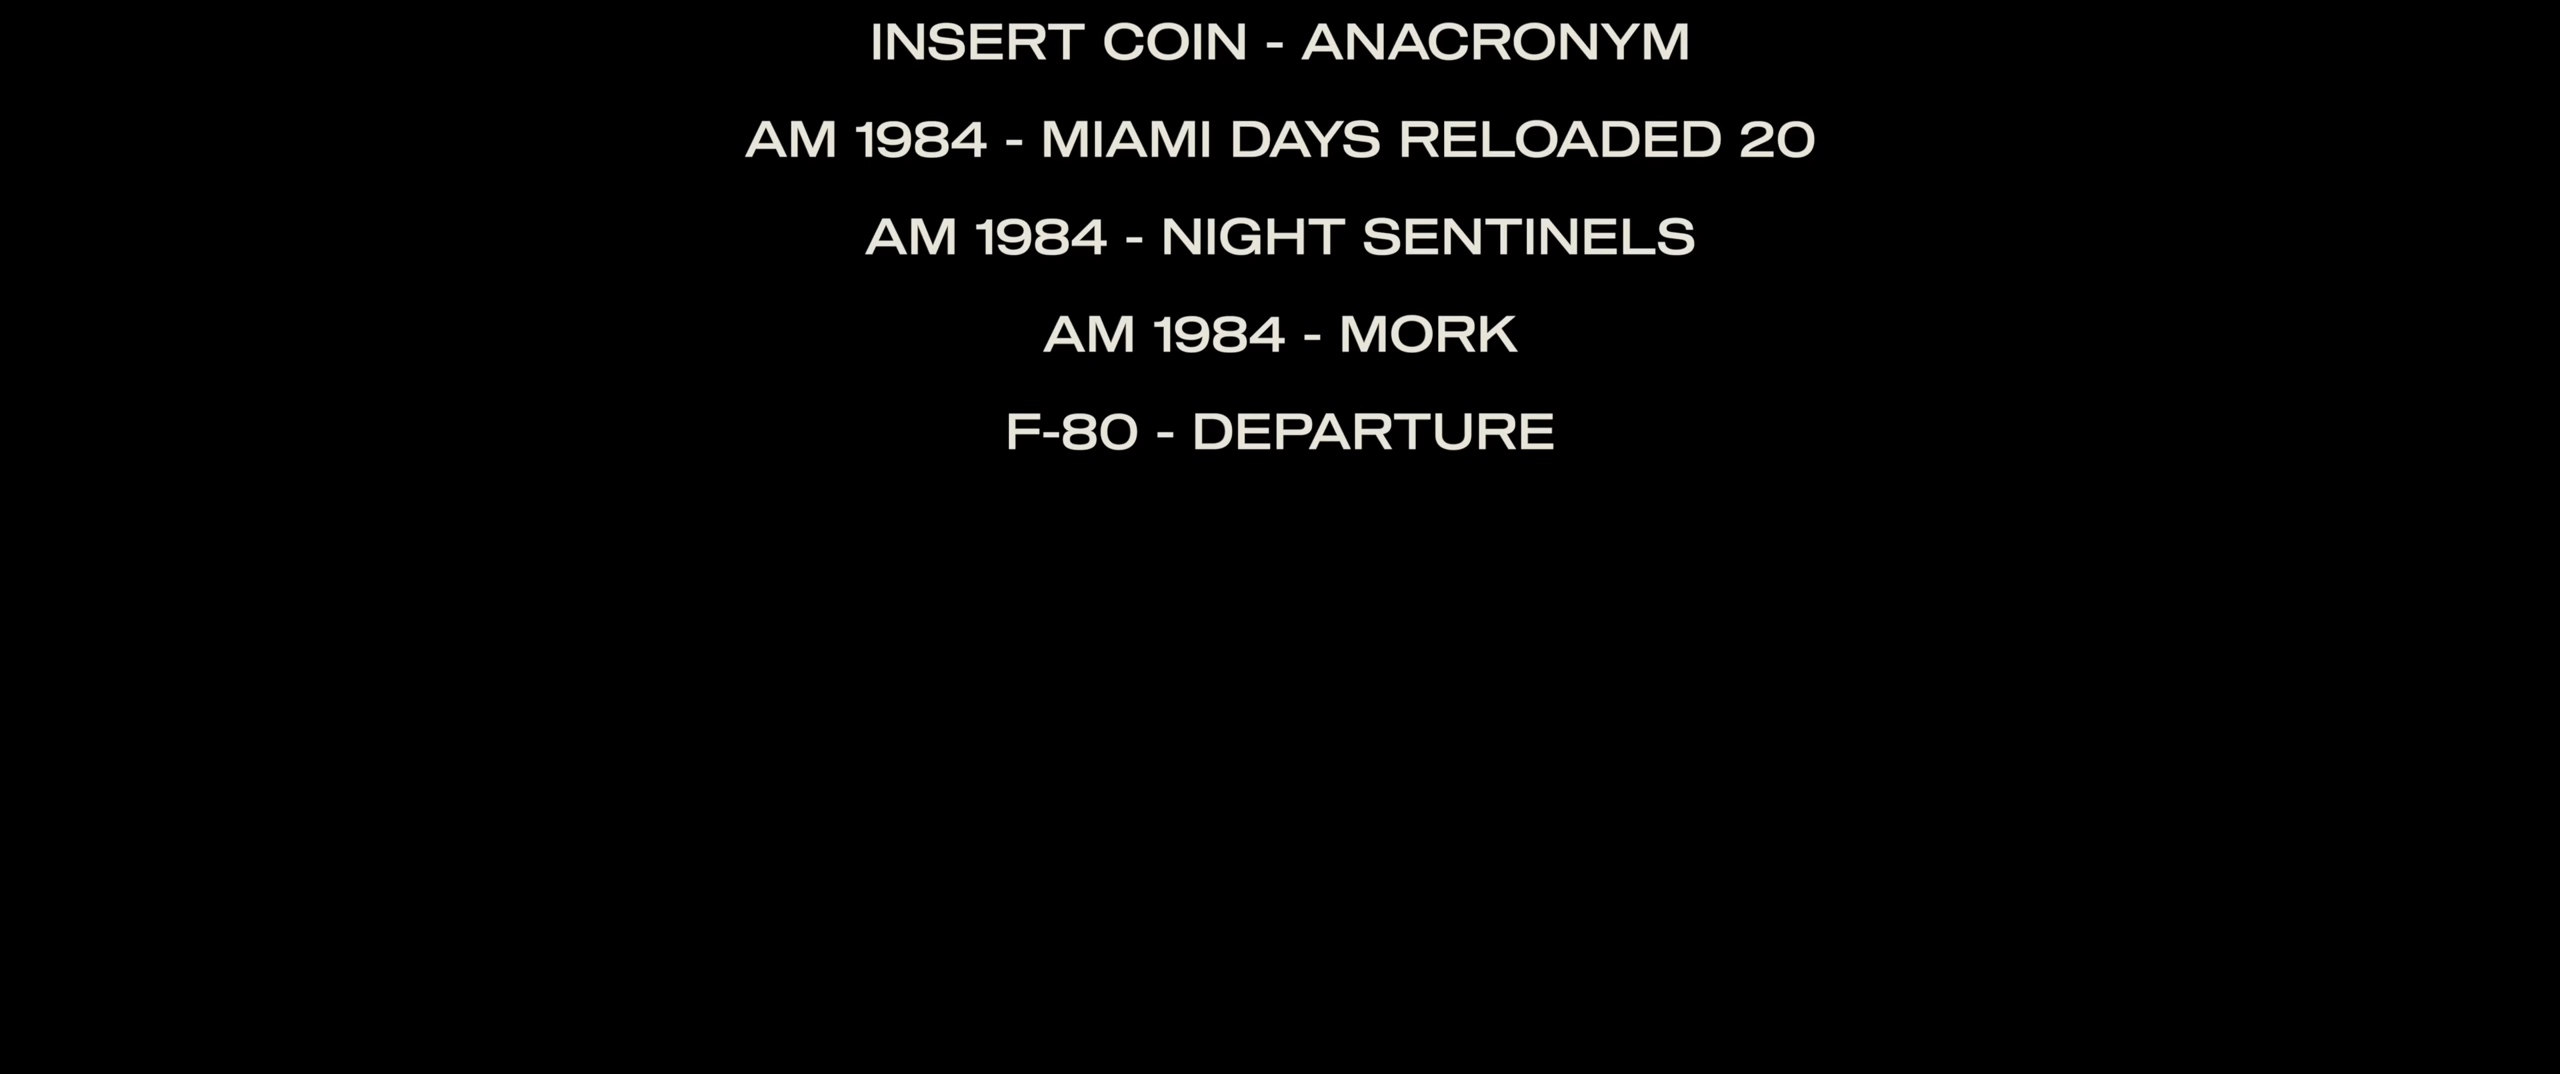 INSERT COIN - ANACRONYM
AM 1984 - MIAMI DAYS RELOADED 20
AM 1984 - NIGHT SENTINELS
AM 1984 - MORK
F-80 - DEPARTURE